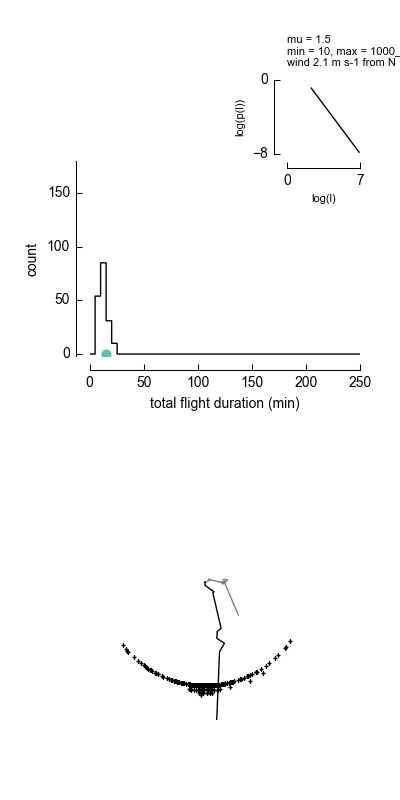 mu = 1.5
min = 10, max = 1000_
wind 2.1 m s-1 from N
0
log(p(l))
−8
0
7
log(l)
150
100
count
50
0
0
50
100
150
200
250
total flight duration (min)